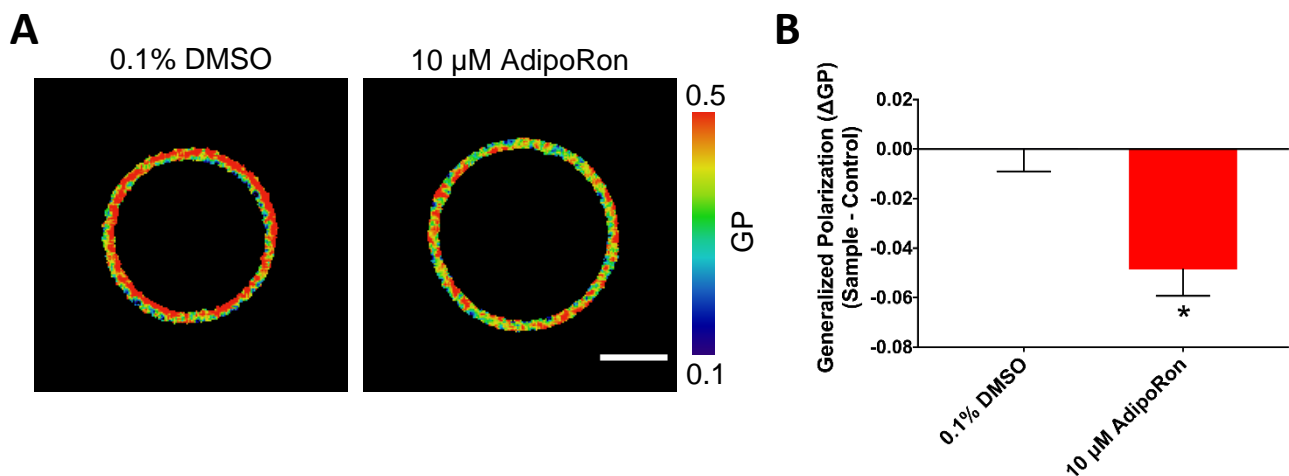 A
0.1% DMSO
10 µM AdipoRon
0.5
GP
0.1
B
Generalized Polarization (ΔGP)
(Sample - Control)
0.02
0.00
-0.02
-0.04
-0.06
-0.08
*
0.1% DMSO
10 µM AdipoRon